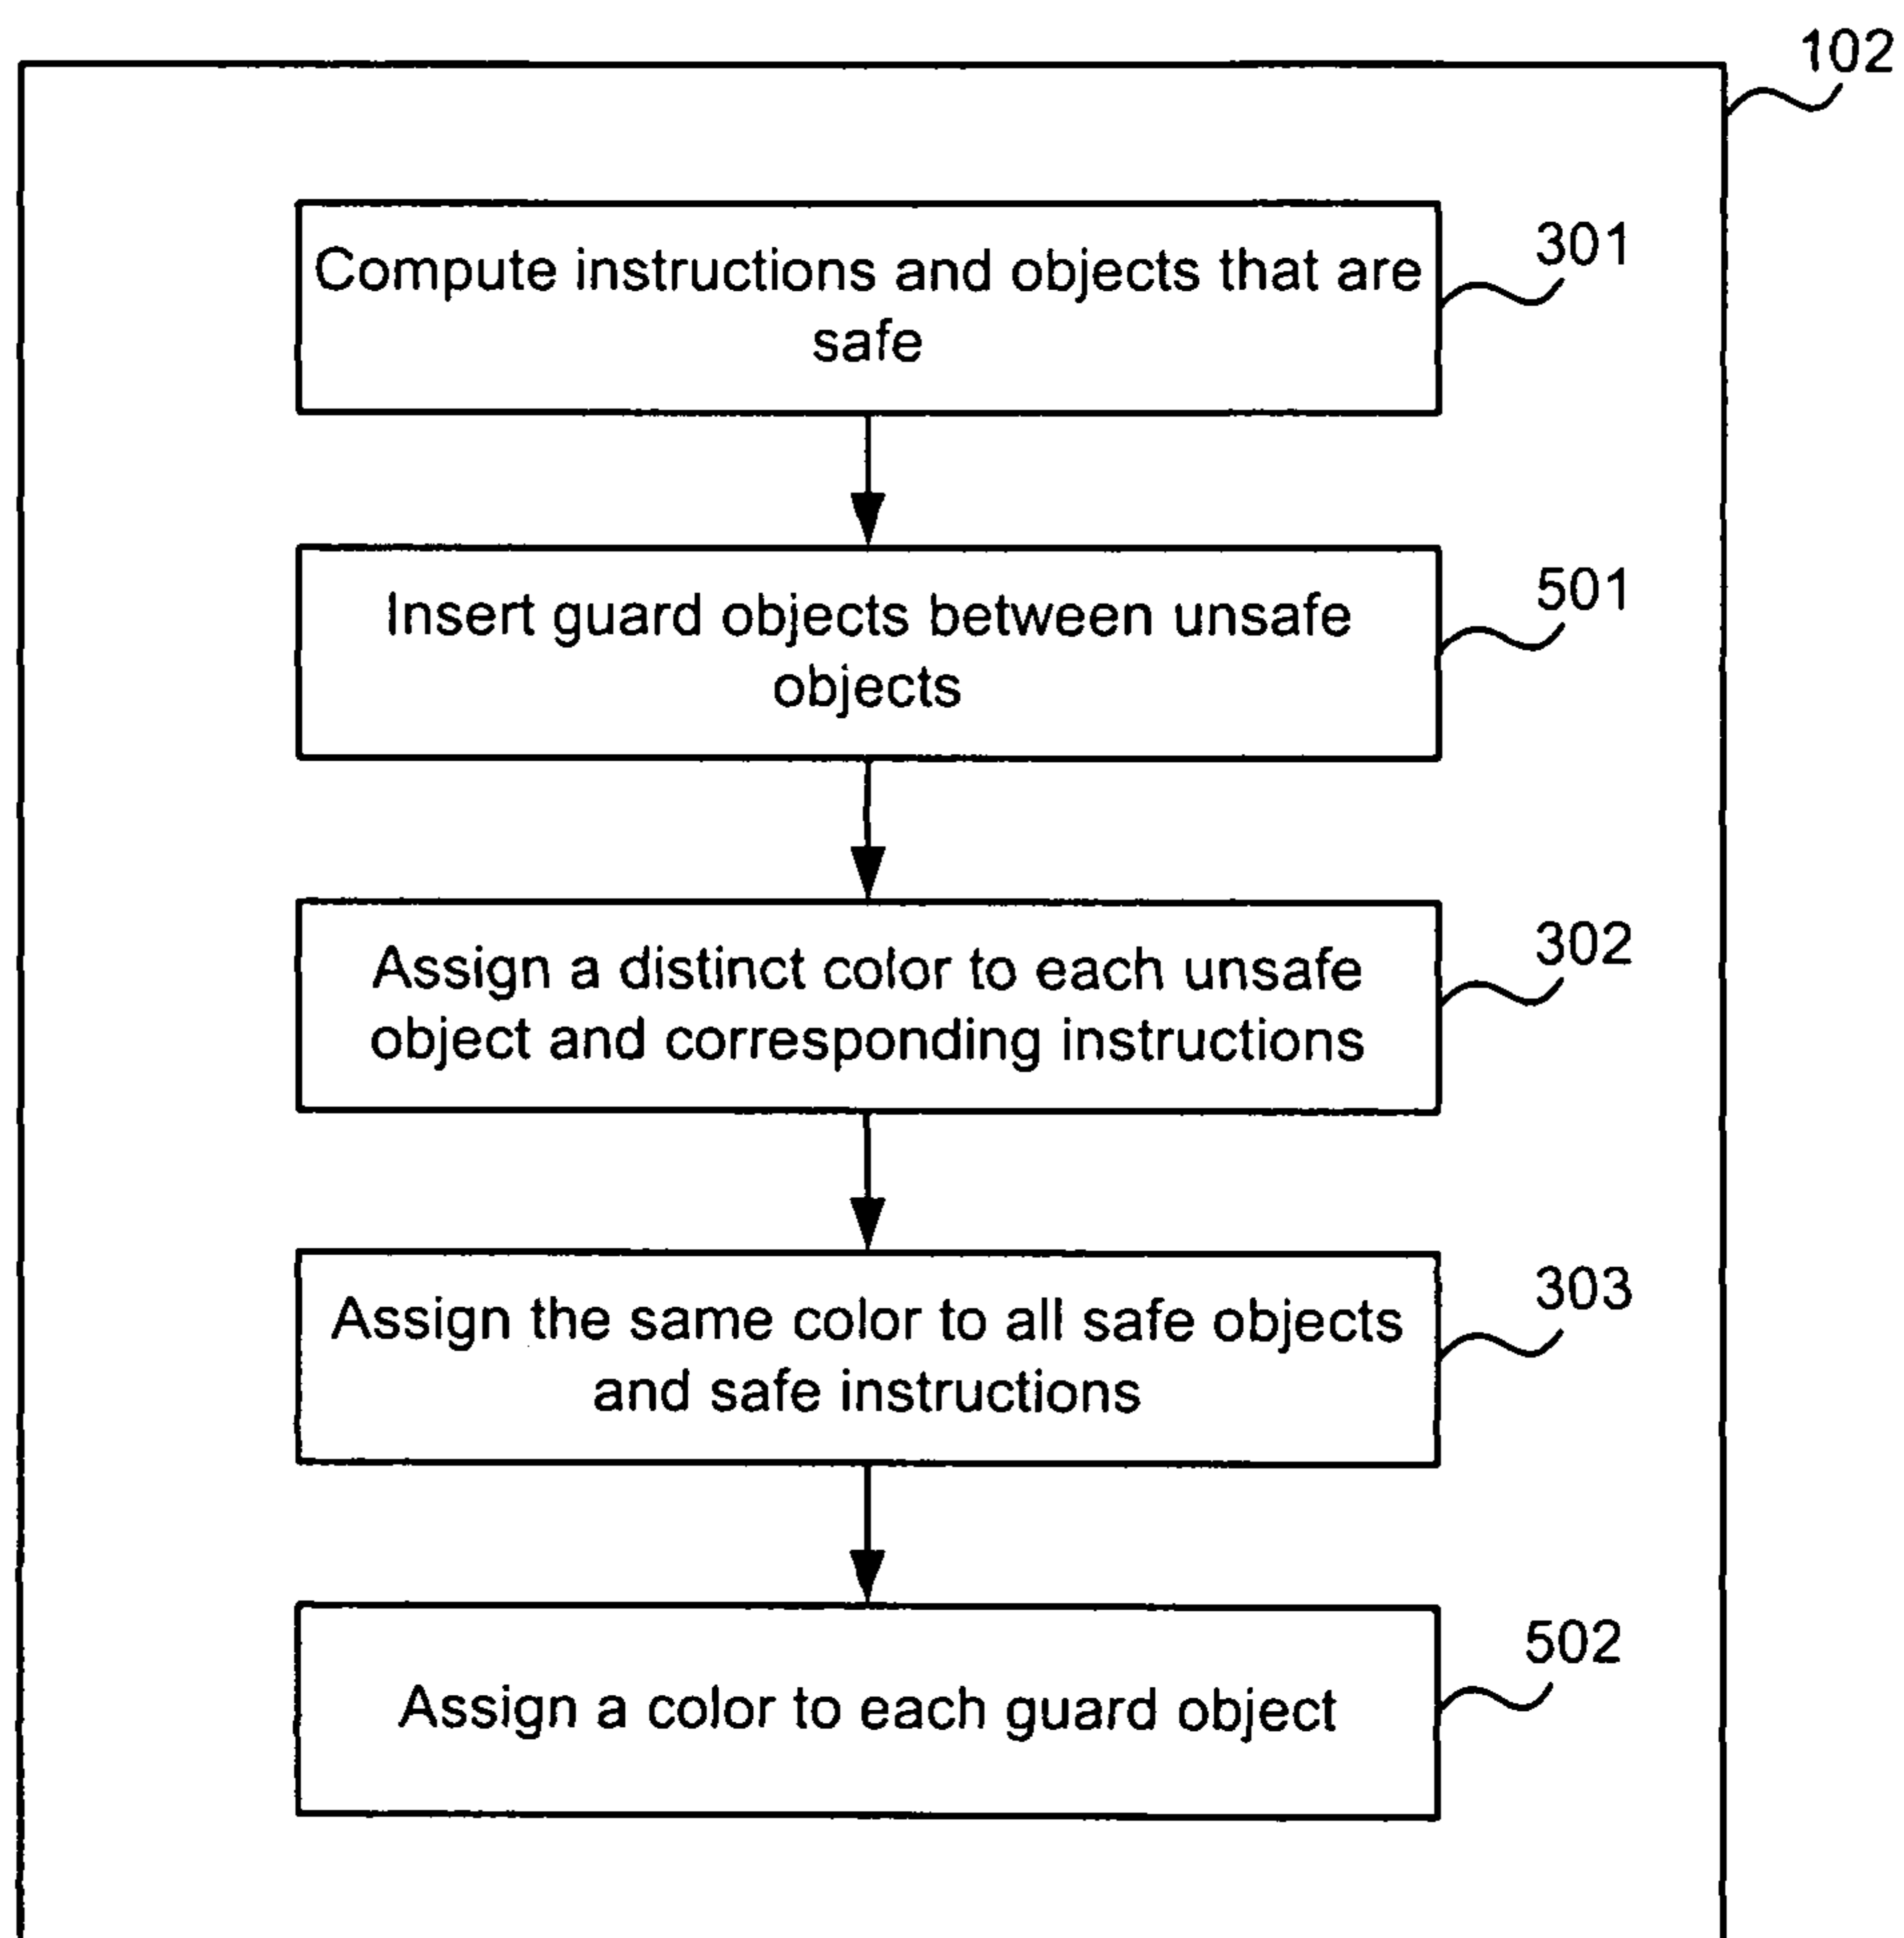 102
Compute instructions and objects that are
safe
301
Insert guard objects between unsafe
objects
501
Assign a distinct color to each unsafe
object and corresponding instructions
302
Assign the same color to all safe objects
and safe instructions
303
Assign a color to each guard object
502